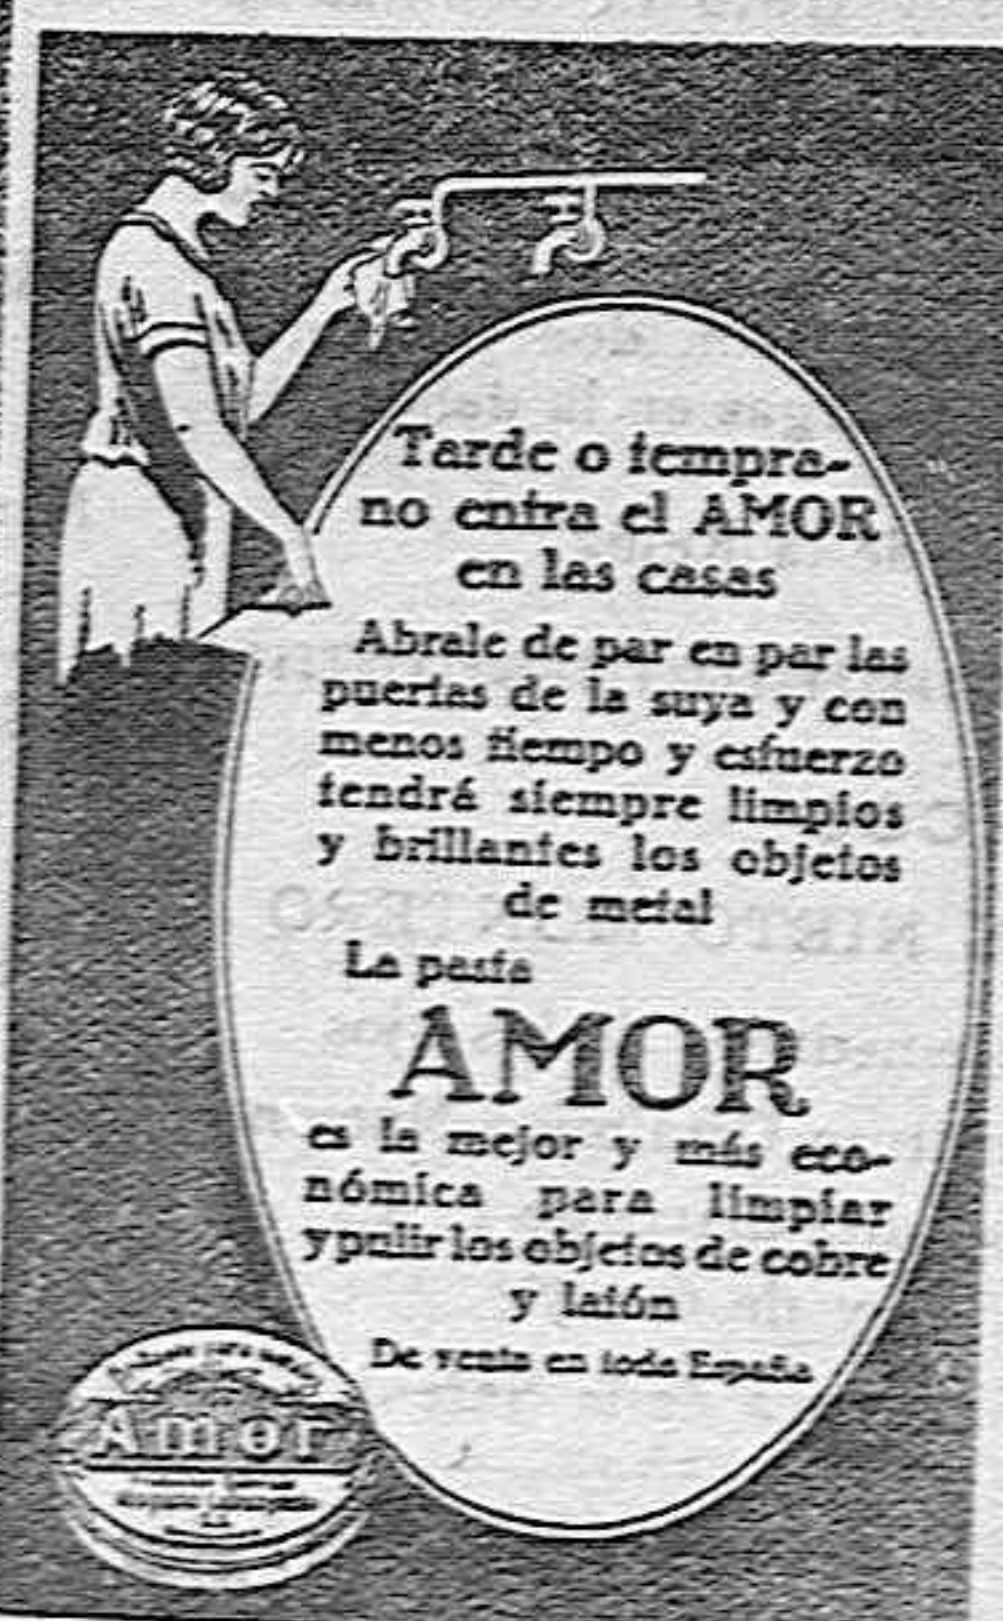 Tarde o tempra-
no entra el AMOR
en las casas
Abrale de par en par las
puertas de la suya y con
menos tiempo y esfuerzo
tendrá siempre limpios
y brillantes los objetos
de metal
La pasta
AMOR
es la mejor y más eco-
nómica para limpiar
y pulir los objetos de cobre
y latón
De venta en toda España
Amor